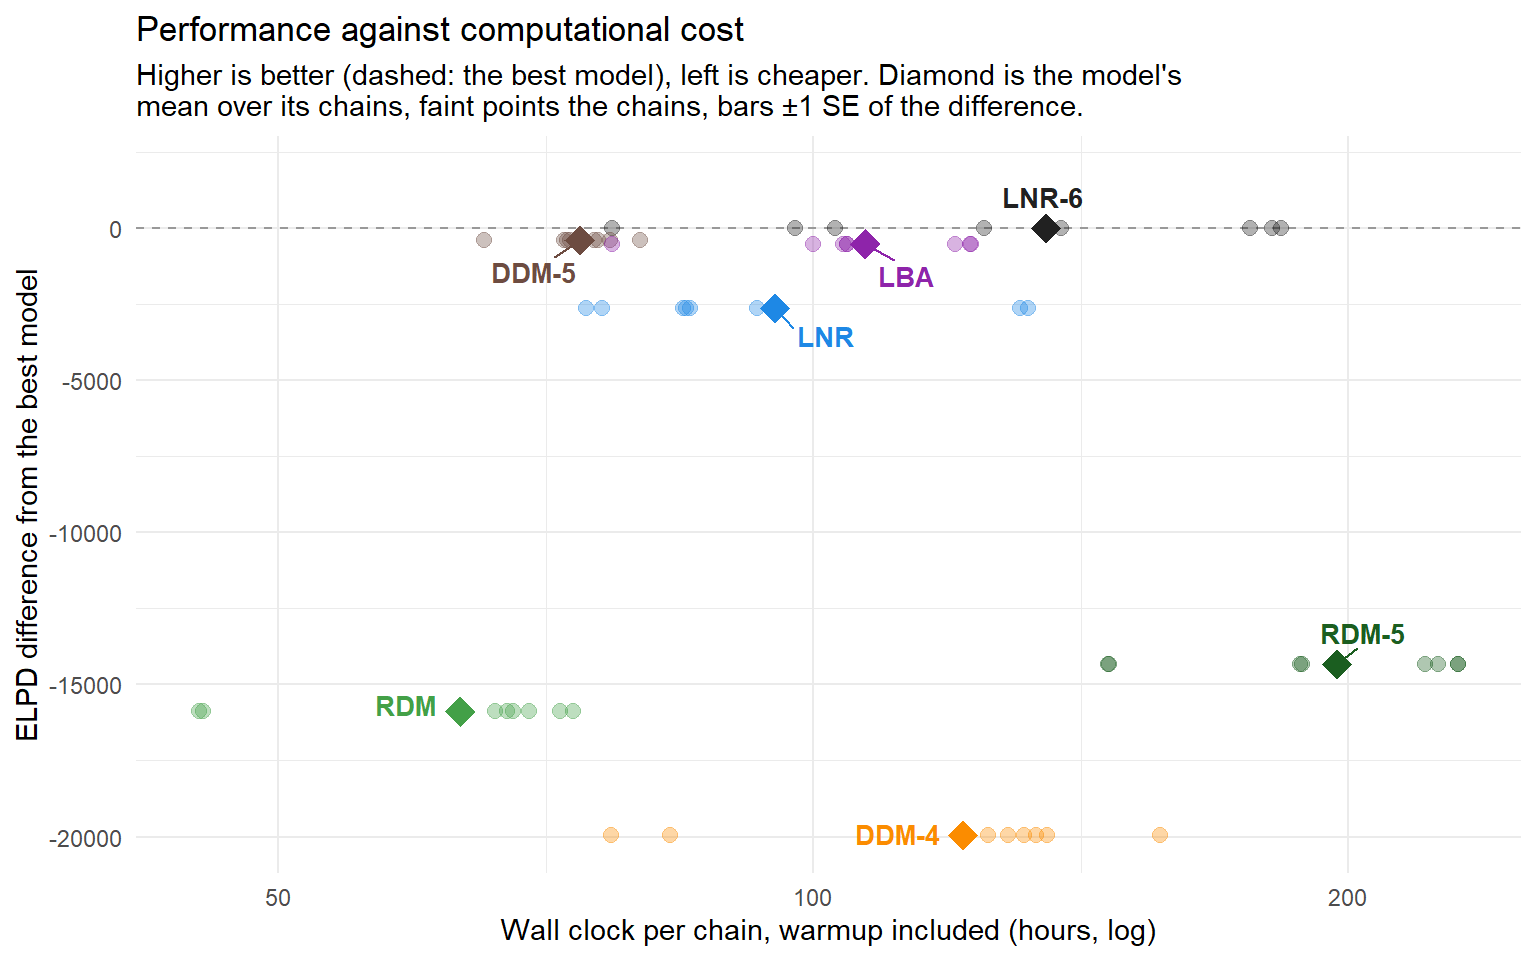 Performance against computational cost
Higher is better (dashed: the best model), left is cheaper. Diamond is the model's
mean over its chains, faint points the chains, bars ±1 SE of the difference.
ELPD difference from the best model
0
-5000
-10000
-15000
-20000
LNR-6
DDM-5
LBA
LNR
RDM-5
RDM
DDM-4
50
100
200
Wall clock per chain, warmup included (hours, log)